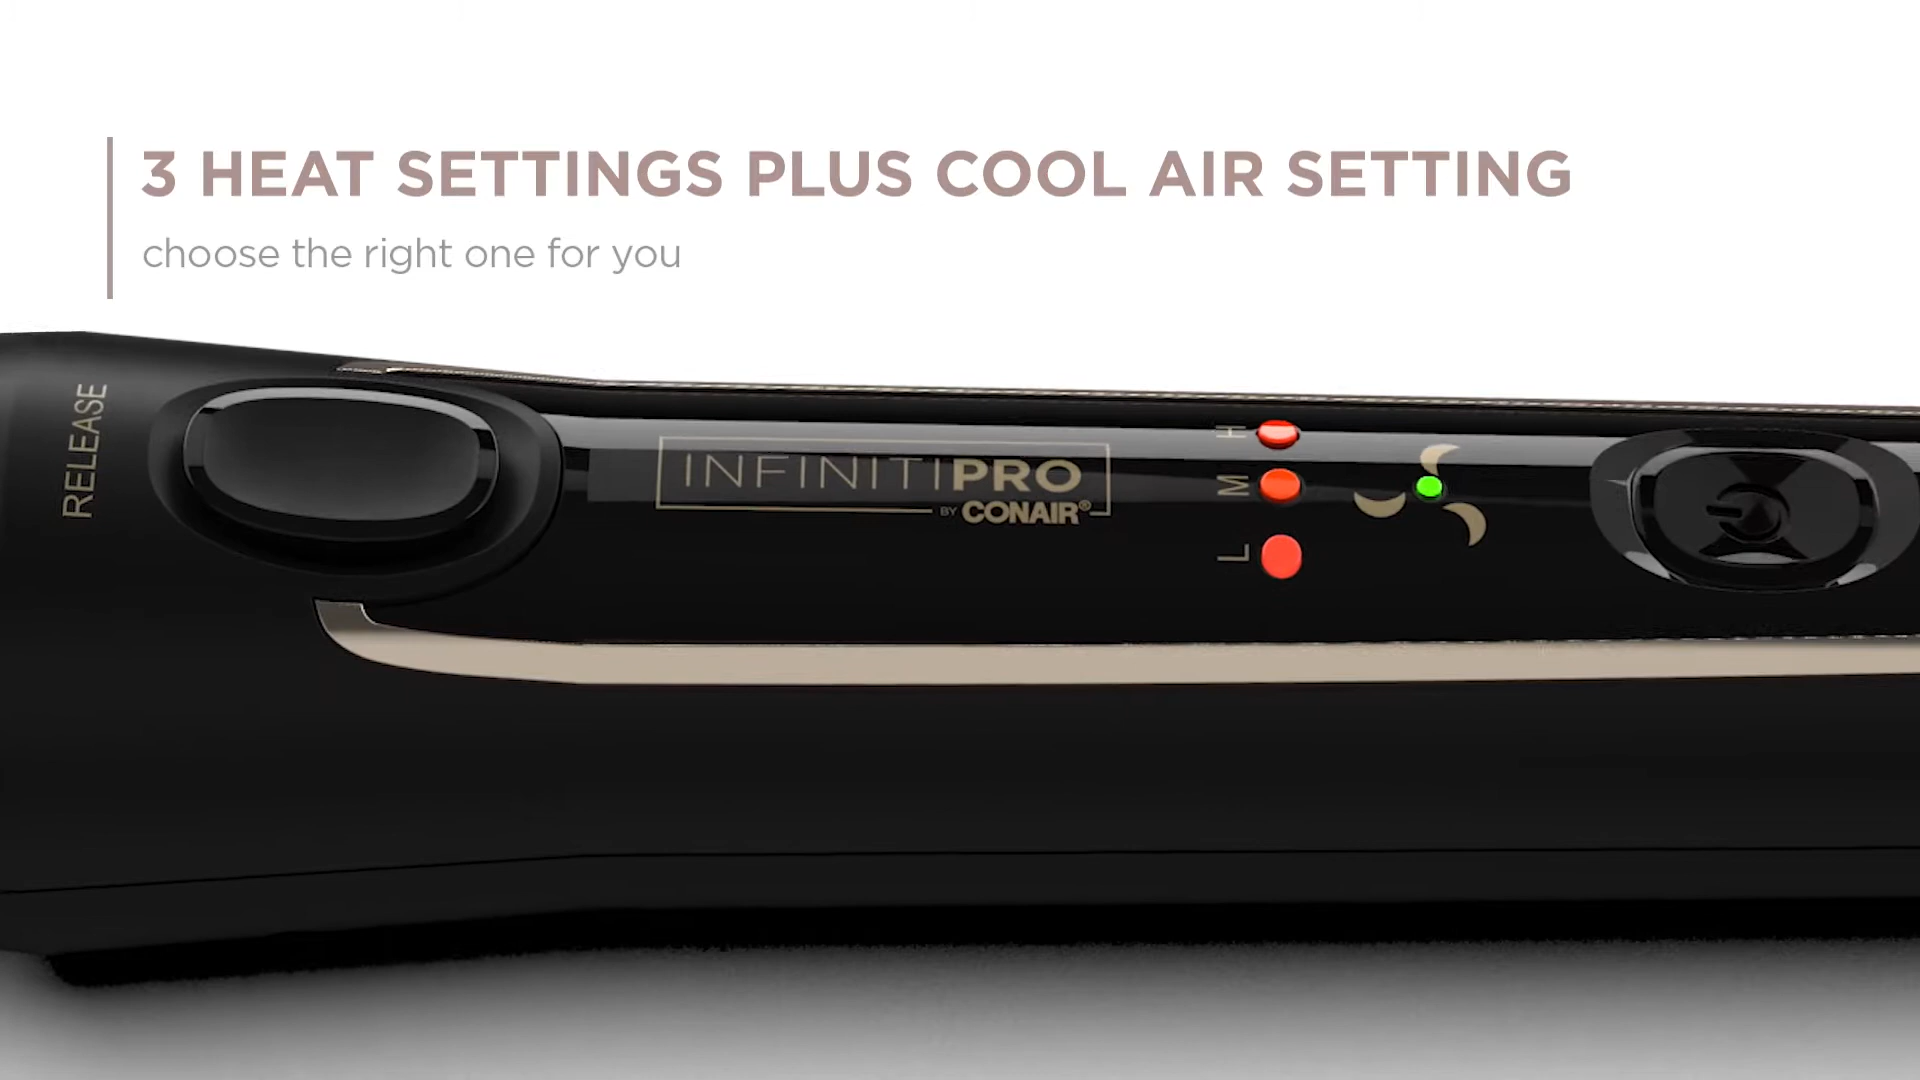 3 HEAT SETTINGS PLUS COOL AIR SETTING
choose the right one for you
RELEASE
INFINITIPRO
BY CONAIR®
H
M
L